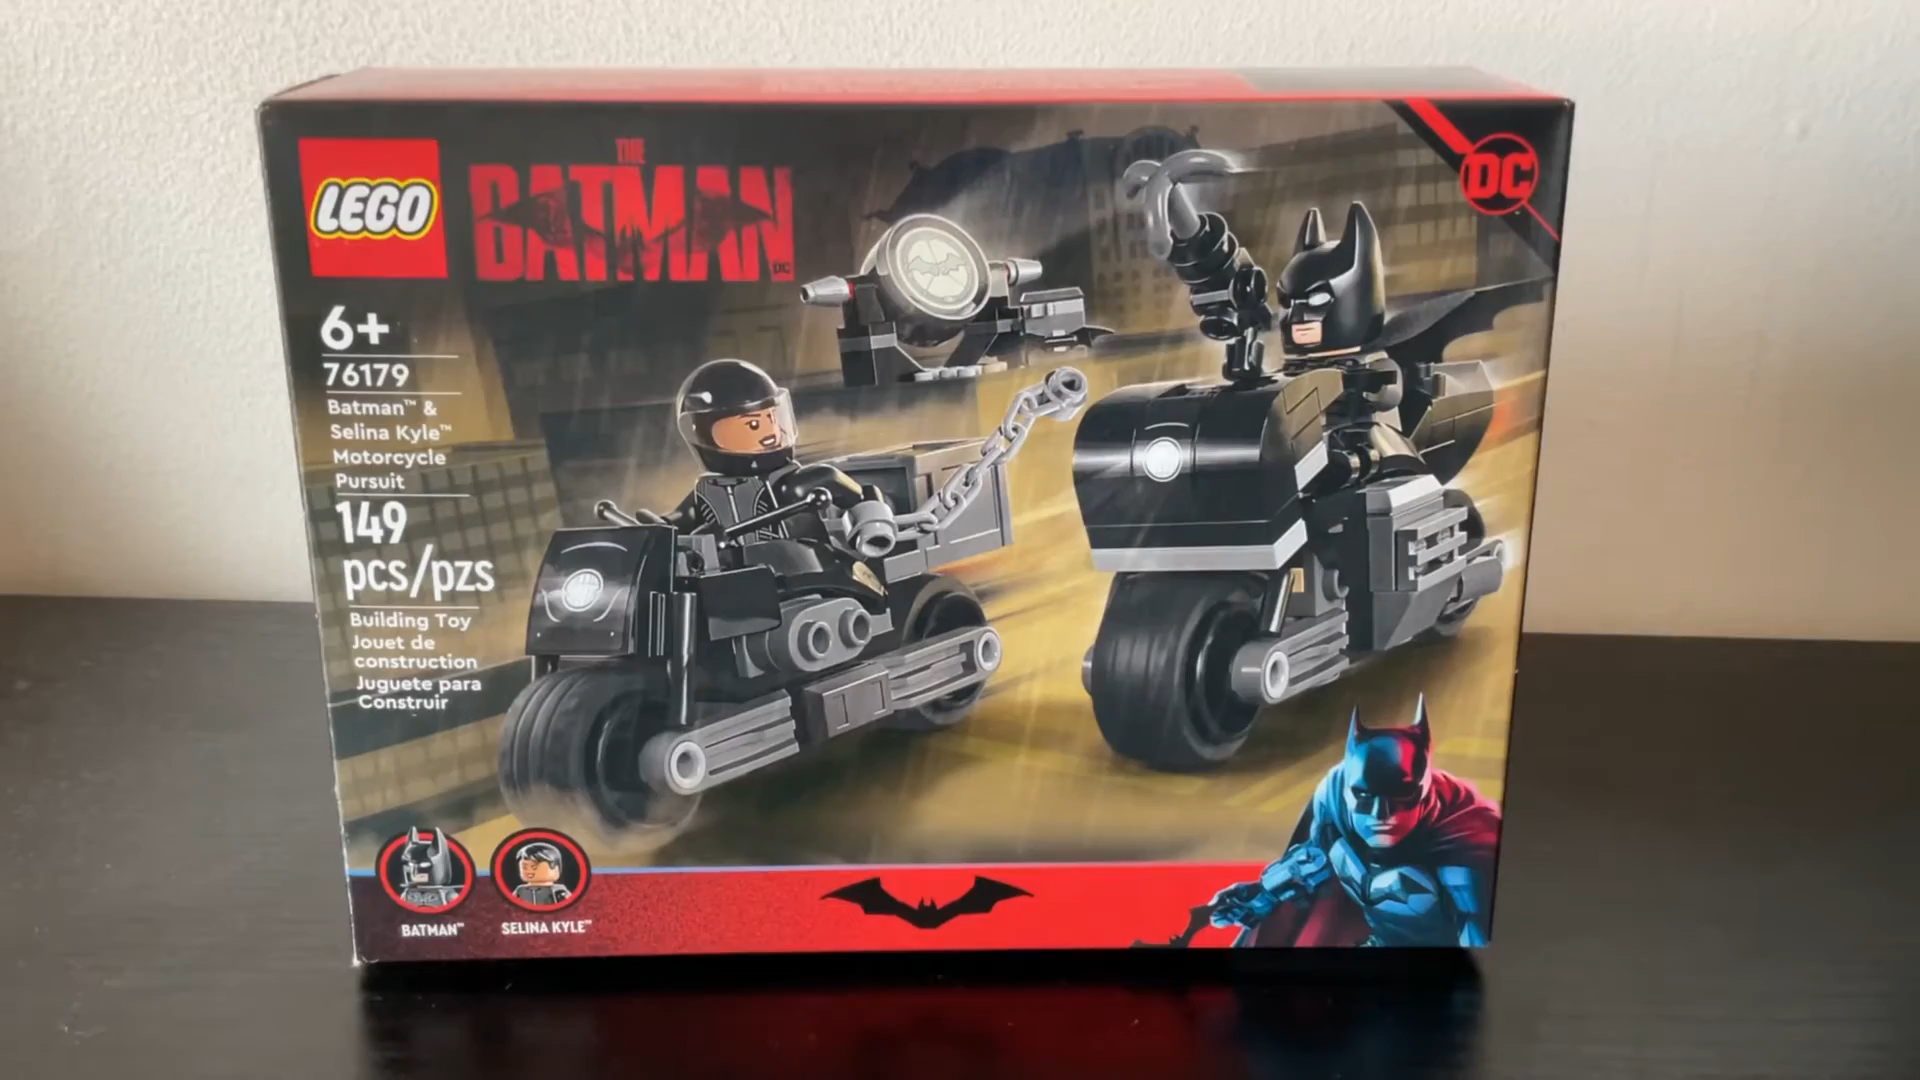 LEGO
THE
BATMAN
DC
DC
6+
76179
Batman™ &
Selina Kyle™
Motorcycle
Pursuit
149
pcs/pzs
Building Toy
Jouet de
construction
Juguete para
Construir
BATMAN™
SELINA KYLE™